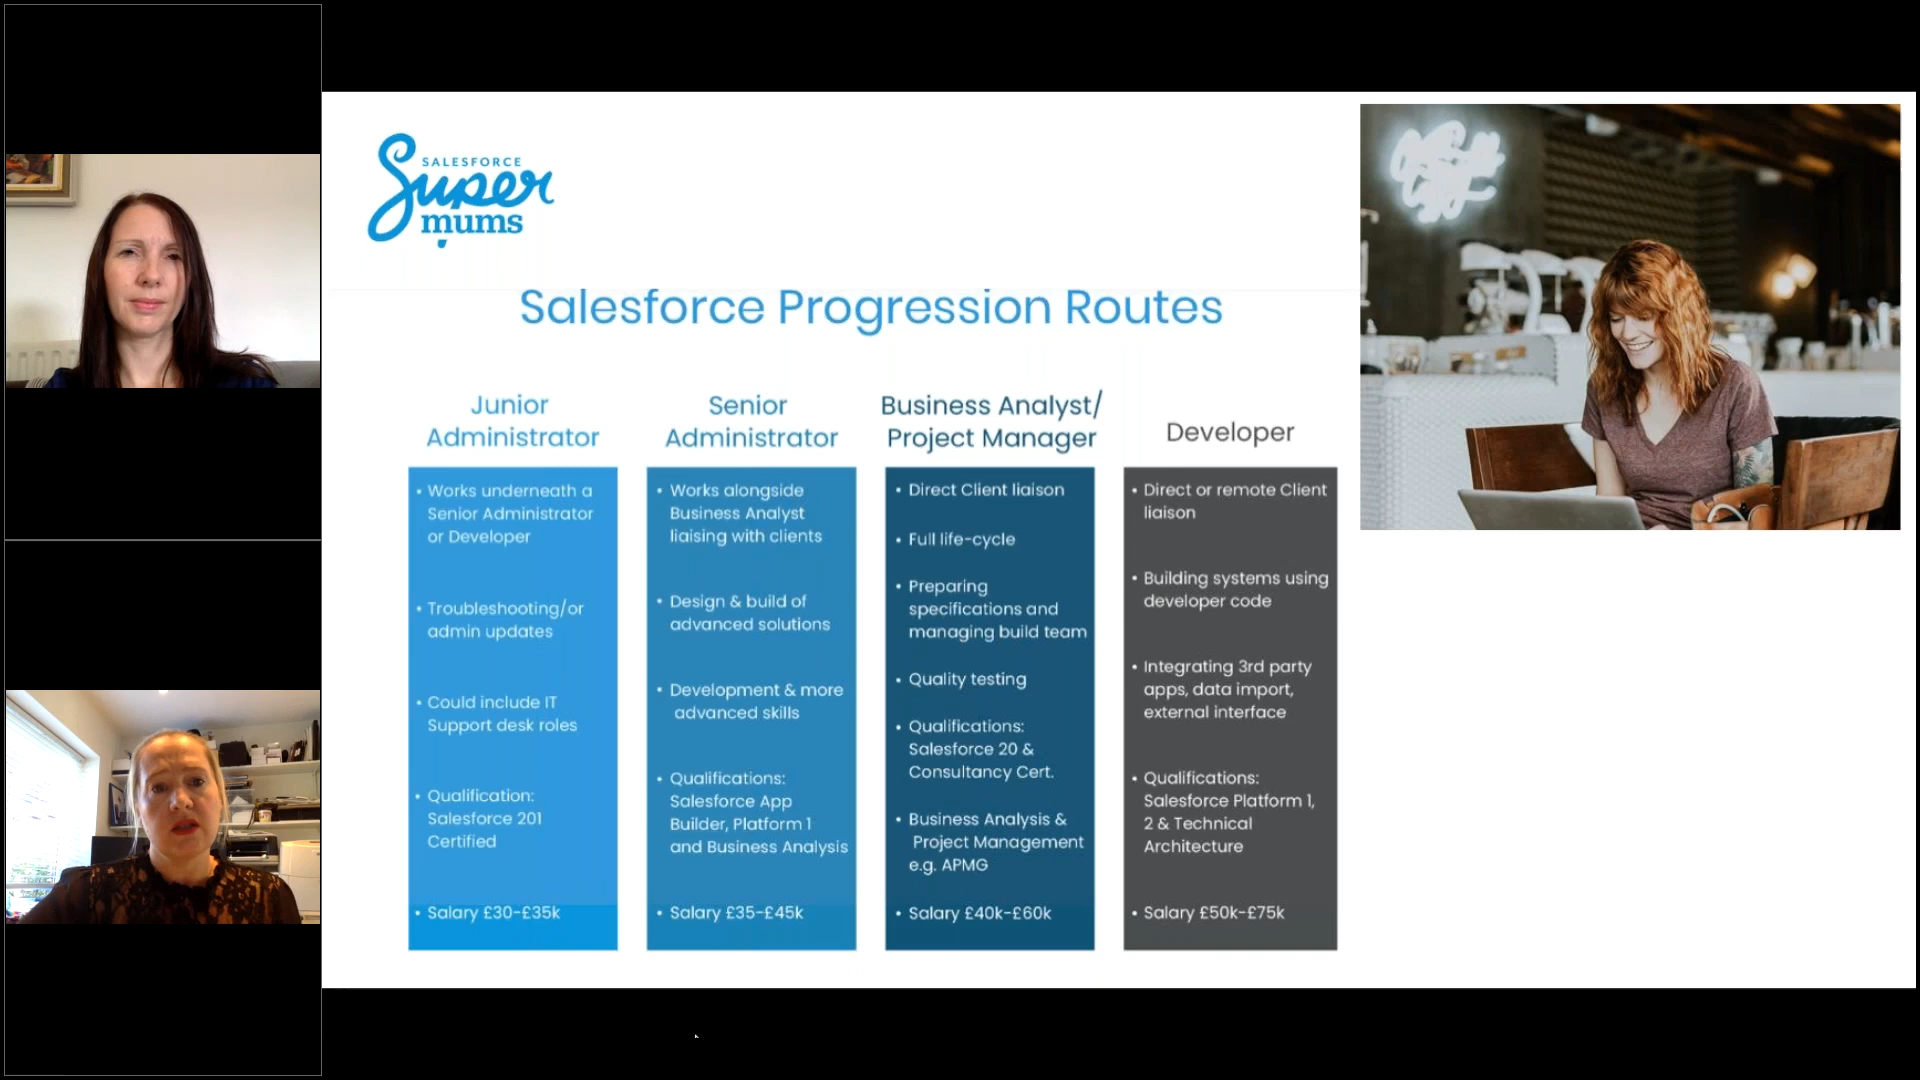 SALESFORCE
Super
mums
Salesforce Progression Routes
Junior
Administrator
• Works underneath a
Senior Administrator
or Developer
• Troubleshooting/or
admin updates
• Could include IT
Support desk roles
• Qualification:
Salesforce 201
Certified
• Salary £30-£35k
Senior
Administrator
• Works alongside
Business Analyst
liaising with clients
• Design & build of
advanced solutions
• Development & more
advanced skills
• Qualifications:
Salesforce App
Builder, Platform 1
and Business Analysis
• Salary £35-£45k
Business Analyst/
Project Manager
• Direct Client liaison
• Full life-cycle
• Preparing
specifications and
managing build team
• Quality testing
• Qualifications:
Salesforce 20 &
Consultancy Cert.
• Business Analysis &
Project Management
e.g. APMG
• Salary £40k-£60k
Developer
• Direct or remote Client
liaison
• Building systems using
developer code
• Integrating 3rd party
apps, data import,
external interface
• Qualifications:
Salesforce Platform 1,
2 & Technical
Architecture
• Salary £50k-£75k